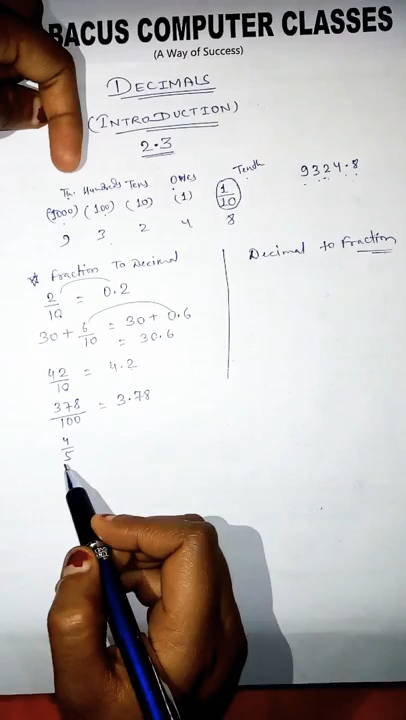 BACUS COMPUTER CLASSES
(A Way of Success)
DECIMALS
(INTRODUCTION)
2.3
Th. Hundreds Tens Ones Tenth
(1000) (100) (10) (1) 1/10
9 3 2 4 8
9324.8
Fraction To Decimal
2/10 = 0.2
30 + 6/10 = 30 + 0.6
= 30.6
42/10 = 4.2
378/100 = 3.78
4/5
Decimal to Fraction